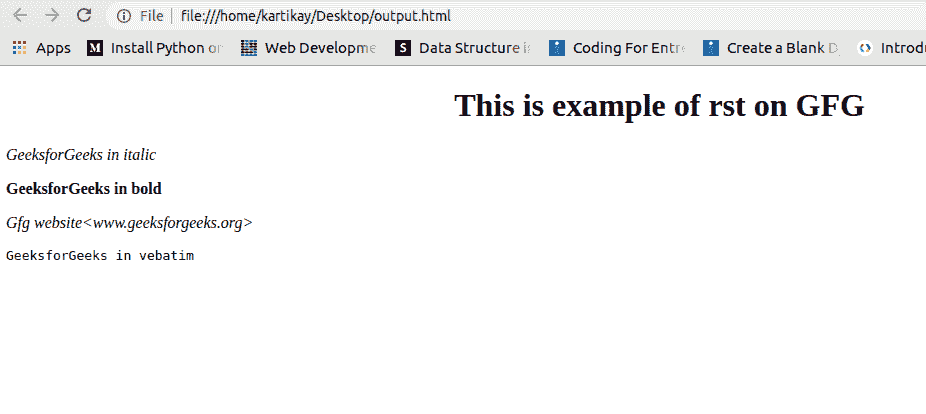 File file:///home/kartikay/Desktop/output.html
Apps M Install Python or Web Developme S Data Structure i Coding For Entr Create a Blank D Introdu
This is example of rst on GFG
GeeksforGeeks in italic
GeeksforGeeks in bold
Gfg website<www.geeksforgeeks.org>
GeeksforGeeks in vebatim